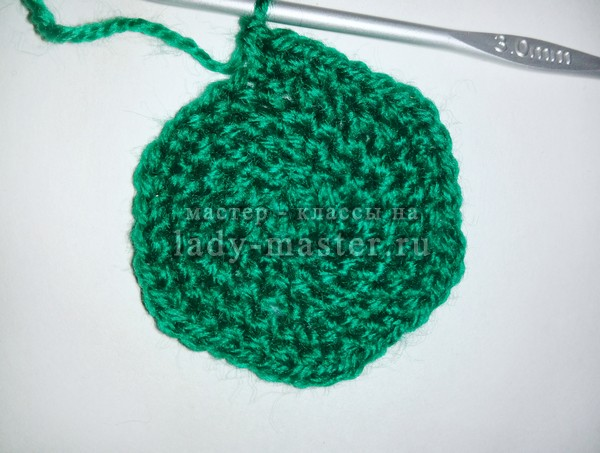 3.0mm
мастер - классы на
lady-master.ru